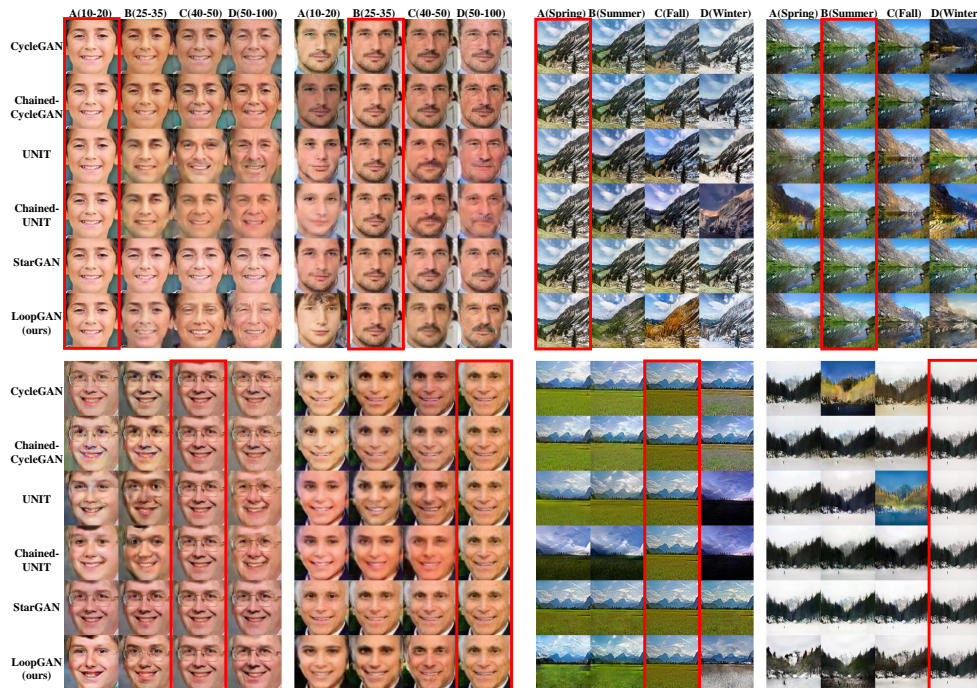 A(10-20) B(25-35) C(40-50) D(50-100) A(10-20) B(25-35) C(40-50) D(50-100) A(Spring) B(Summer) C(Fall) D(Winter) A(Spring) B(Summer) C(Fall) D(Winter
CycleGAN
Chained-
CycleGAN
UNIT
Chained-
UNIT
StarGAN
LoopGAN
(ours)
CycleGAN
Chained-
CycleGAN
UNIT
Chained-
UNIT
StarGAN
LoopGAN
(ours)